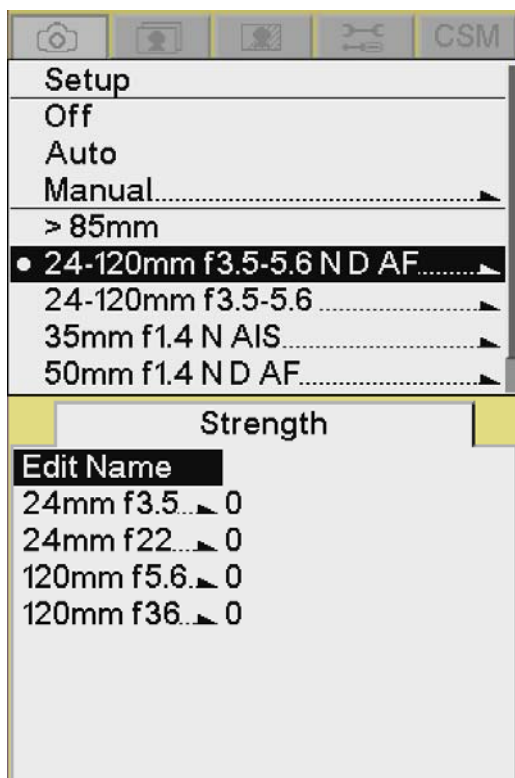 CSM
Setup
Off
Auto
Manual
> 85mm
24-120mm f3.5-5.6 N D AF
24-120mm f3.5-5.6
35mm f1.4 N AIS
50mm f1.4 N D AF
Strength
Edit Name
24mm f3.5 0
24mm f22 0
120mm f5.6 0
120mm f36 0